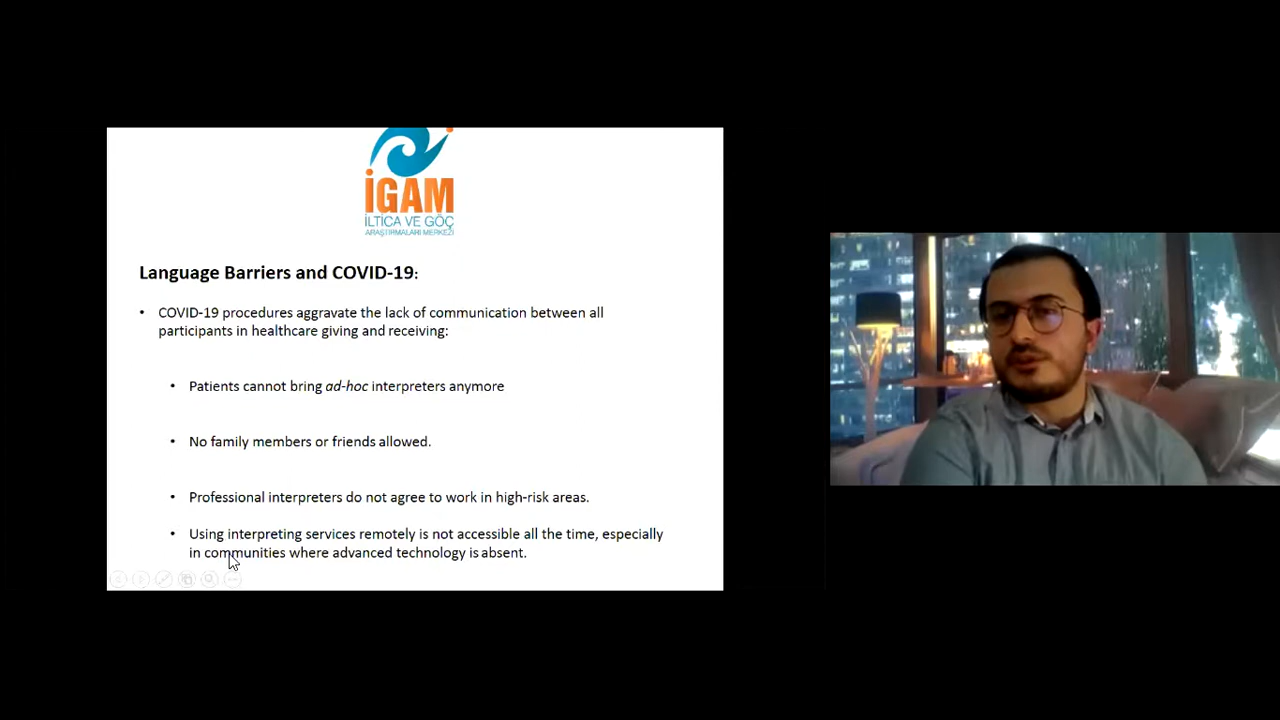 İGAM
İLTİCA VE GÖÇ
ARAŞTIRMALARI MERKEZİ
Language Barriers and COVID-19:
• COVID-19 procedures aggravate the lack of communication between all
participants in healthcare giving and receiving:
• Patients cannot bring ad-hoc interpreters anymore
• No family members or friends allowed.
• Professional interpreters do not agree to work in high-risk areas.
• Using interpreting services remotely is not accessible all the time, especially
in communities where advanced technology is absent.